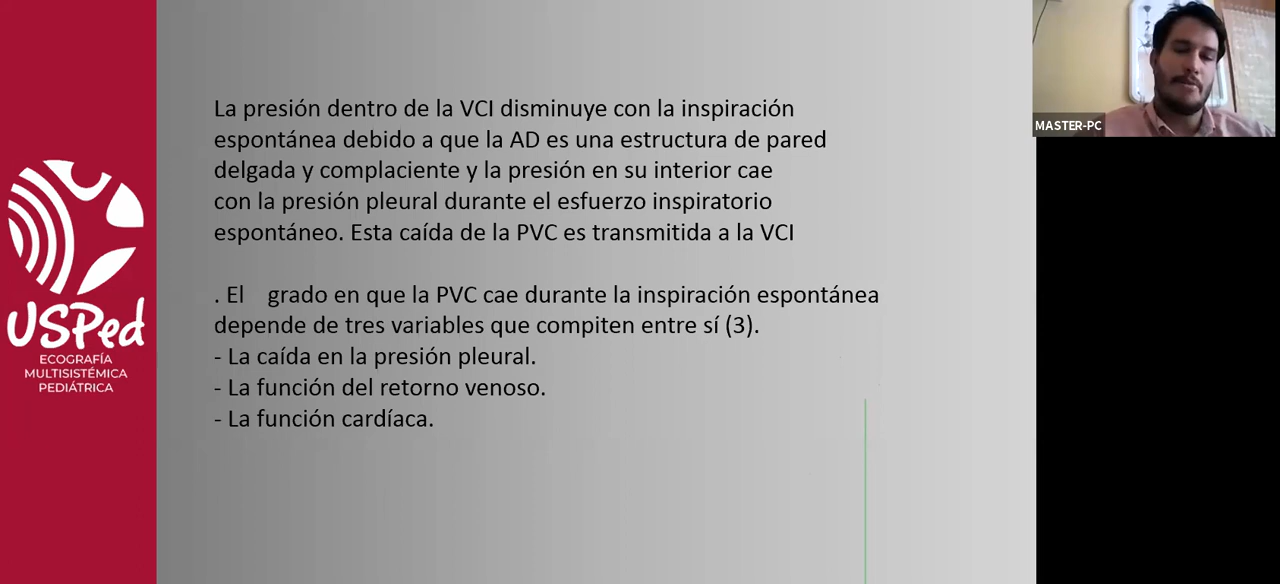 La presión dentro de la VCI disminuye con la inspiración
espontánea debido a que la AD es una estructura de pared
delgada y complaciente y la presión en su interior cae
con la presión pleural durante el esfuerzo inspiratorio
espontáneo. Esta caída de la PVC es transmitida a la VCI
. El    grado en que la PVC cae durante la inspiración espontánea
depende de tres variables que compiten entre sí (3).
- La caída en la presión pleural.
- La función del retorno venoso.
- La función cardíaca.
USPed
ECOGRAFÍA
MULTISISTÉMICA
PEDIÁTRICA
MASTER-PC